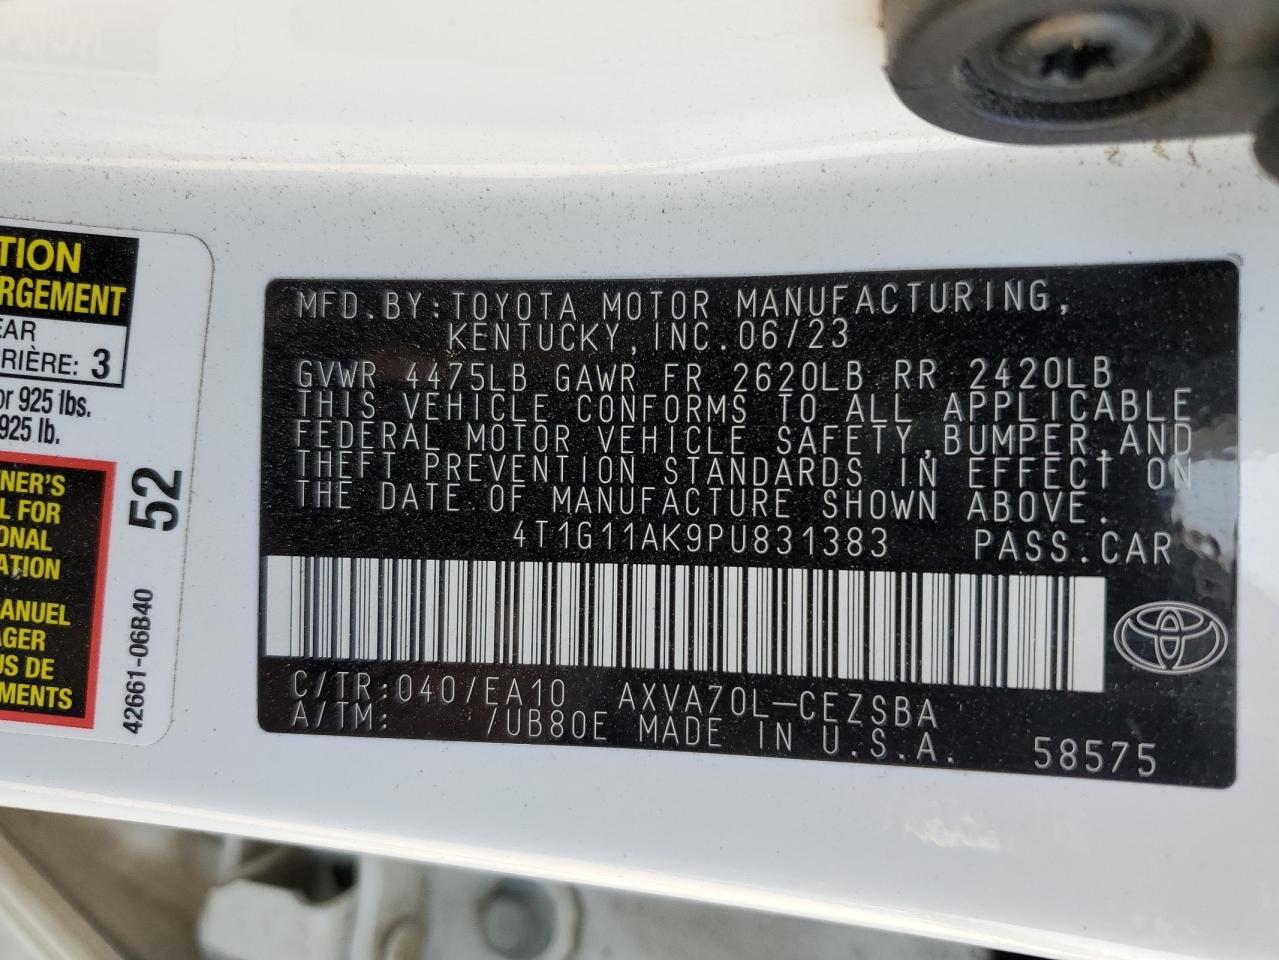 TION
RGEMENT
EAR
RIÈRE: 3
or 925 lbs.
925 lb.
NER'S
L FOR
ONAL
ATION
MANUEL
AGER
US DE
EMENTS
52
42661-06B40
MFD.BY:TOYOTA MOTOR MANUFACTURING,
KENTUCKY,INC.06/23
GVWR 4475LB GAWR FR 2620LB RR 2420LB
THIS VEHICLE CONFORMS TO ALL APPLICABLE
FEDERAL MOTOR VEHICLE SAFETY,BUMPER,AND
THEFT PREVENTION STANDARDS IN EFFECT ON
THE DATE OF MANUFACTURE SHOWN ABOVE.
4T1G11AK9PU831383 PASS.CAR
C/TR:040/EA10 AXVA70L-CEZSBA
A/TM: /UB80E MADE IN U.S.A. 58575